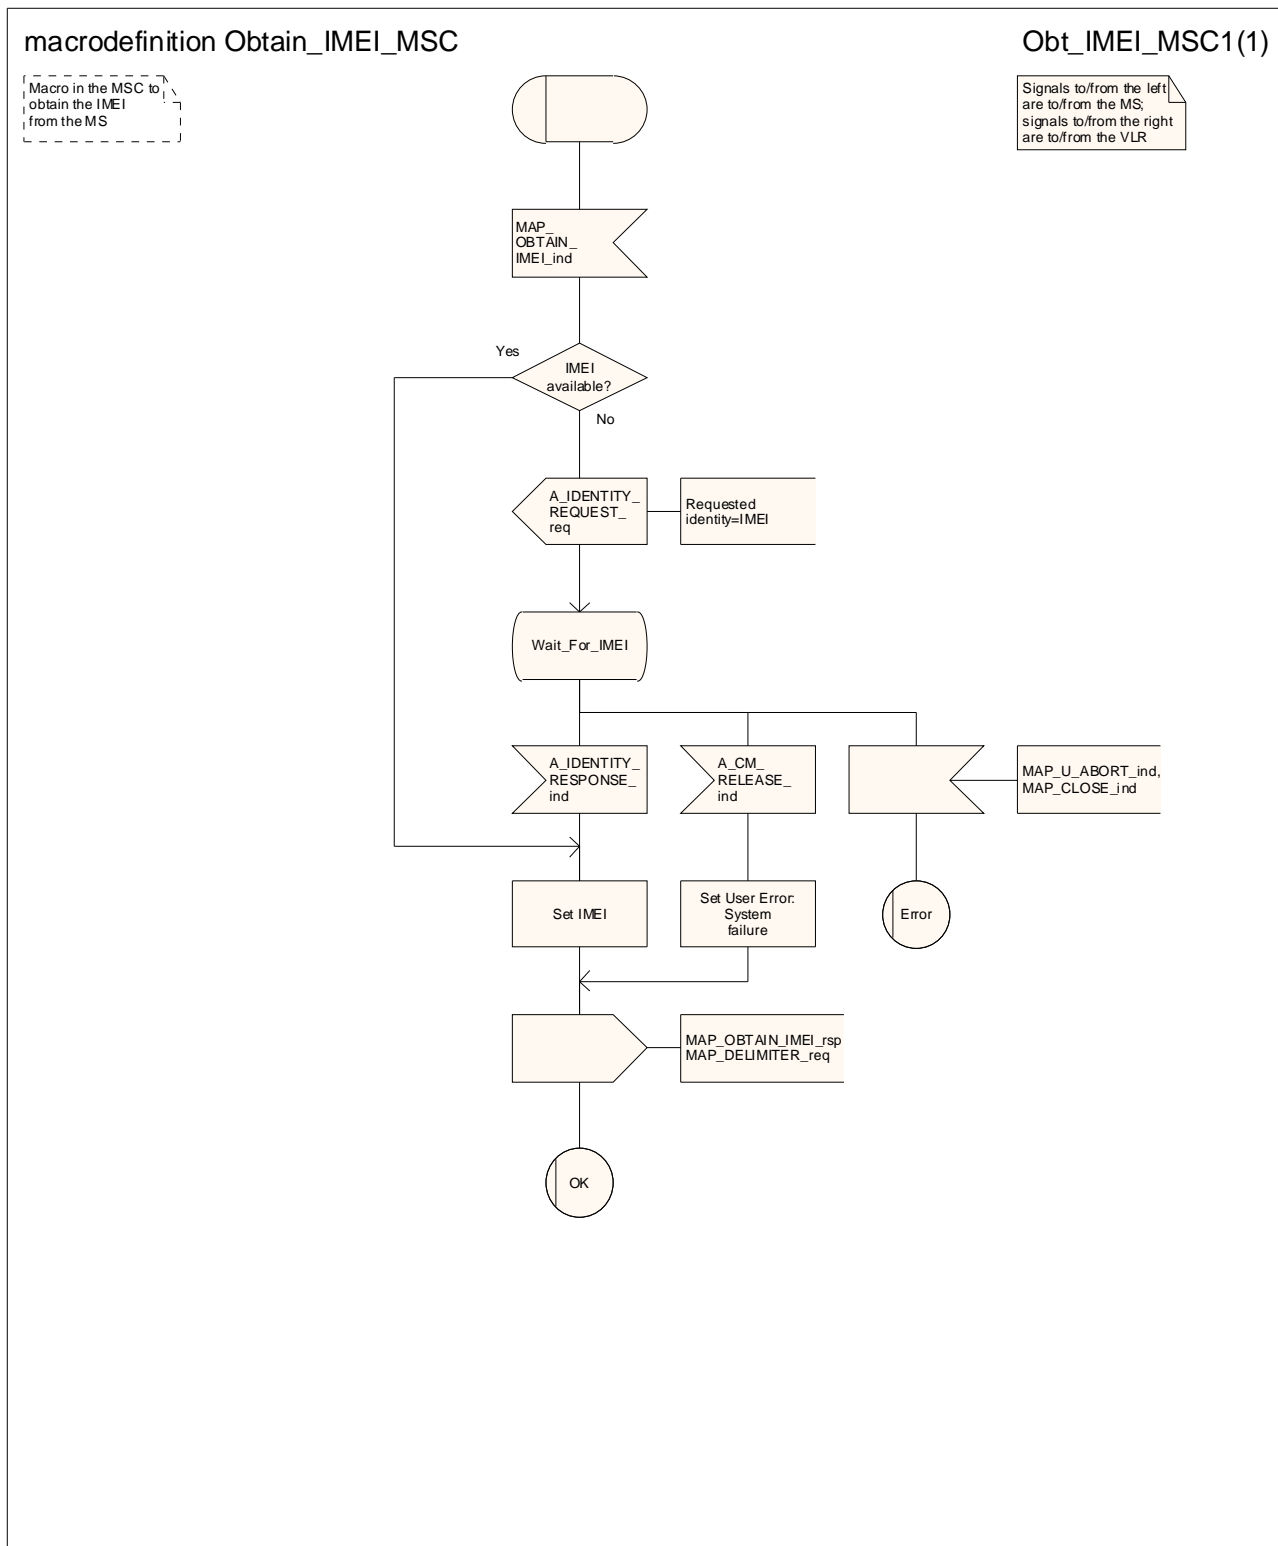 macrodefinition Obtain_IMEI_MSC
Obt_IMEI_MSC1(1)
Macro in the MSC to
obtain the IMEI
from the MS
Signals to/from the left
are to/from the MS;
signals to/from the right
are to/from the VLR
MAP_
OBTAIN_
IMEI_ind
Yes
IMEI
available?
No
A_IDENTITY_
REQUEST_
req
Requested
identity=IMEI
Wait_For_IMEI
A_IDENTITY_
RESPONSE_
ind
A_CM_
RELEASE_
ind
MAP_U_ABORT_ind,
MAP_CLOSE_ind
Set IMEI
Set User Error:
System
failure
Error
MAP_OBTAIN_IMEI_rsp
MAP_DELIMITER_req
OK